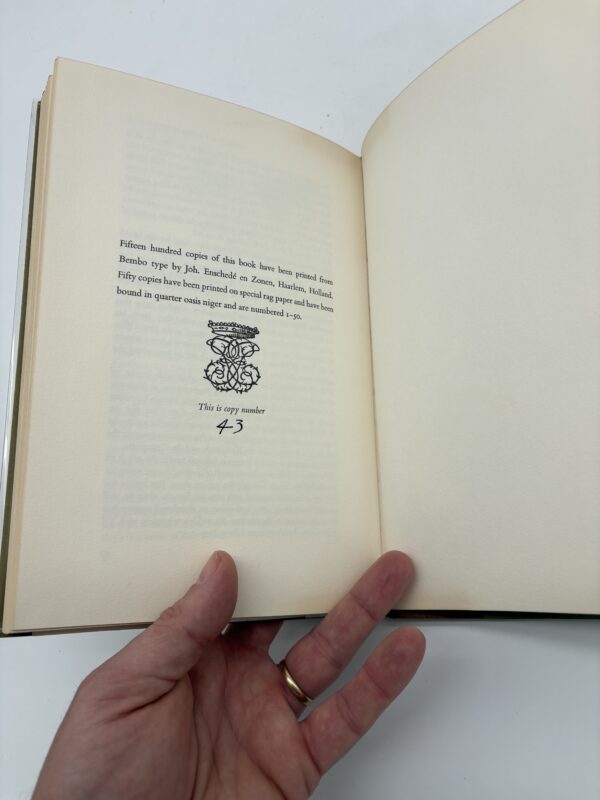 Fifteen hundred copies of this book have been printed from
Bembo type by Joh. Enschedé en Zonen, Haarlem, Holland.
Fifty copies have been printed on special rag paper and have been
bound in quarter oasis niger and are numbered 1–50.
This is copy number
43